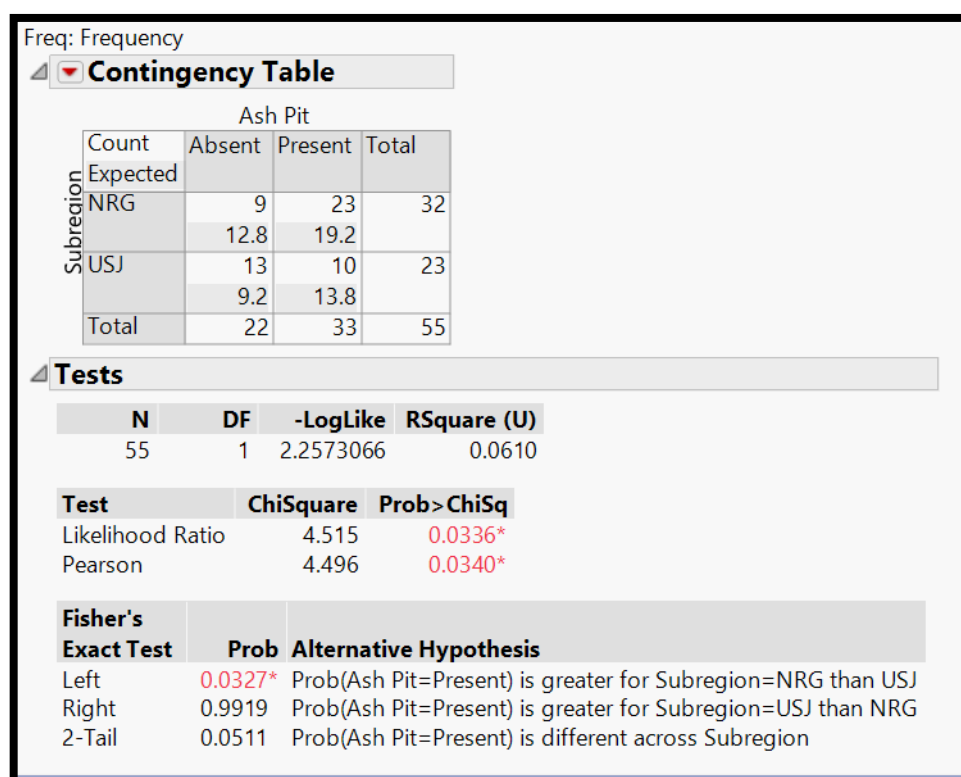 Freq: Frequency
Contingency Table
Ash Pit
Subregion
Count Absent Present Total
Expected
NRG 9 23 32
12.8 19.2
USJ 13 10 23
9.2 13.8
Total 22 33 55
Tests
N DF -LogLike RSquare (U)
55 1 2.2573066 0.0610
Test ChiSquare Prob>ChiSq
Likelihood Ratio 4.515 0.0336*
Pearson 4.496 0.0340*
Fisher's
Exact Test Prob Alternative Hypothesis
Left 0.0327* Prob(Ash Pit=Present) is greater for Subregion=NRG than USJ
Right 0.9919 Prob(Ash Pit=Present) is greater for Subregion=USJ than NRG
2-Tail 0.0511 Prob(Ash Pit=Present) is different across Subregion